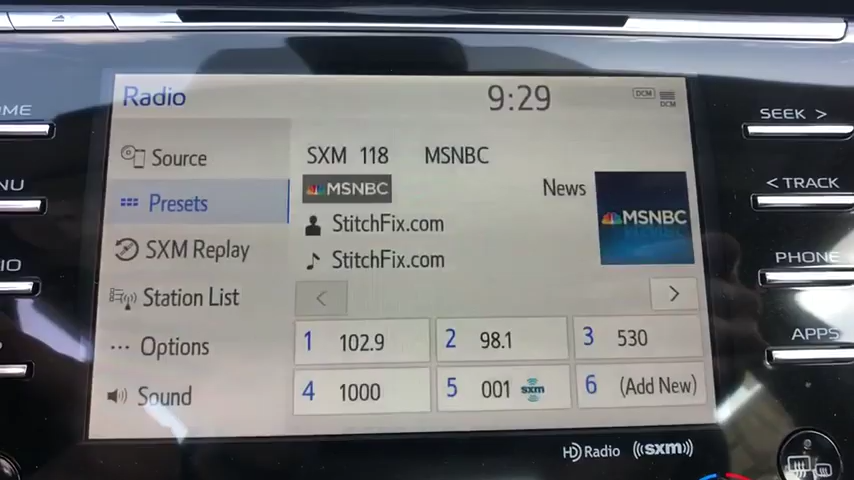 Radio
9:29
DCM
DCM
Source
Presets
SXM Replay
Station List
Options
Sound
SXM 118 MSNBC
MSNBC
News
MSNBC
StitchFix.com
StitchFix.com
<
>
1 102.9
2 98.1
3 530
4 1000
5 001 sxm
6 (Add New)
SEEK >
< TRACK
PHONE
APPS
HD Radio
((sxm))